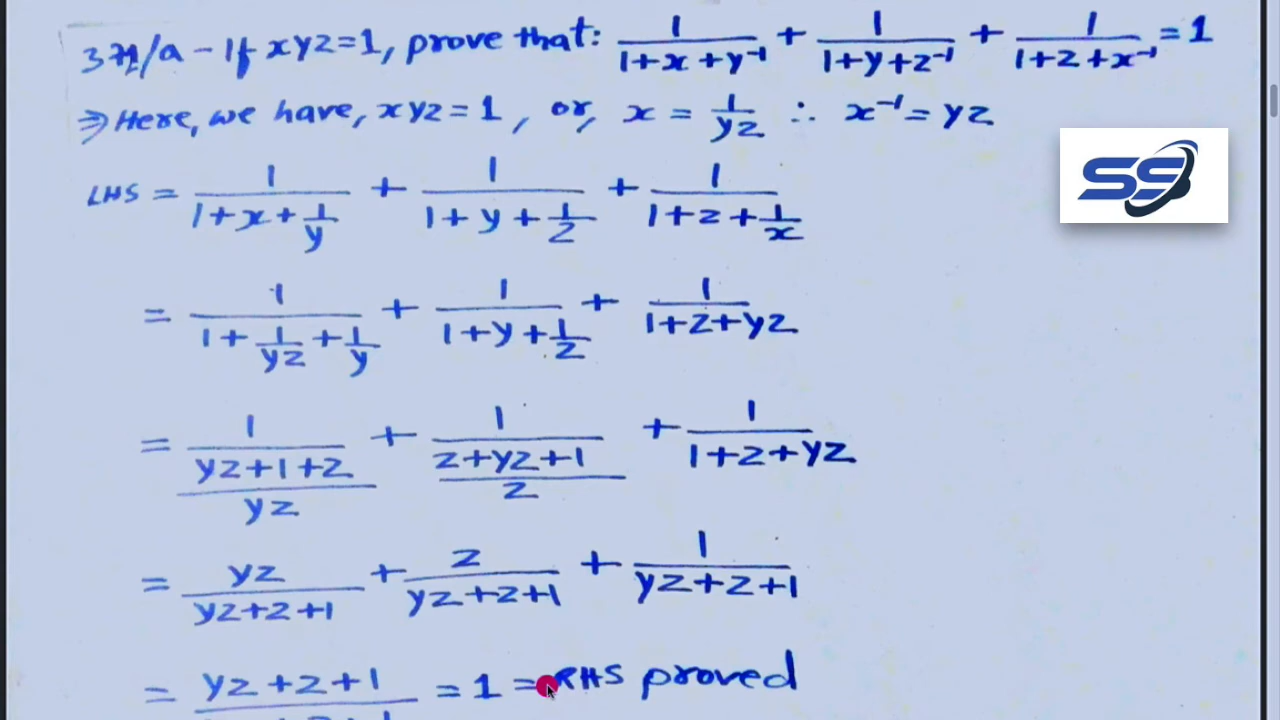 3 अ/a - If xyz=1, prove that: 1/(1+x+y⁻¹) + 1/(1+y+z⁻¹) + 1/(1+z+x⁻¹) = 1
⇒ Here, we have, xyz = 1, or, x = 1/yz ∴ x⁻¹ = yz
SS
LHS = 1/(1+x+1/y) + 1/(1+y+1/z) + 1/(1+z+1/x)
= 1/(1+1/yz+1/y) + 1/(1+y+1/z) + 1/(1+z+yz)
= 1/((yz+1+z)/yz) + 1/((z+yz+1)/z) + 1/(1+z+yz)
= yz/(yz+z+1) + z/(yz+z+1) + 1/(yz+z+1)
= yz+z+1 = 1 = RHS proved